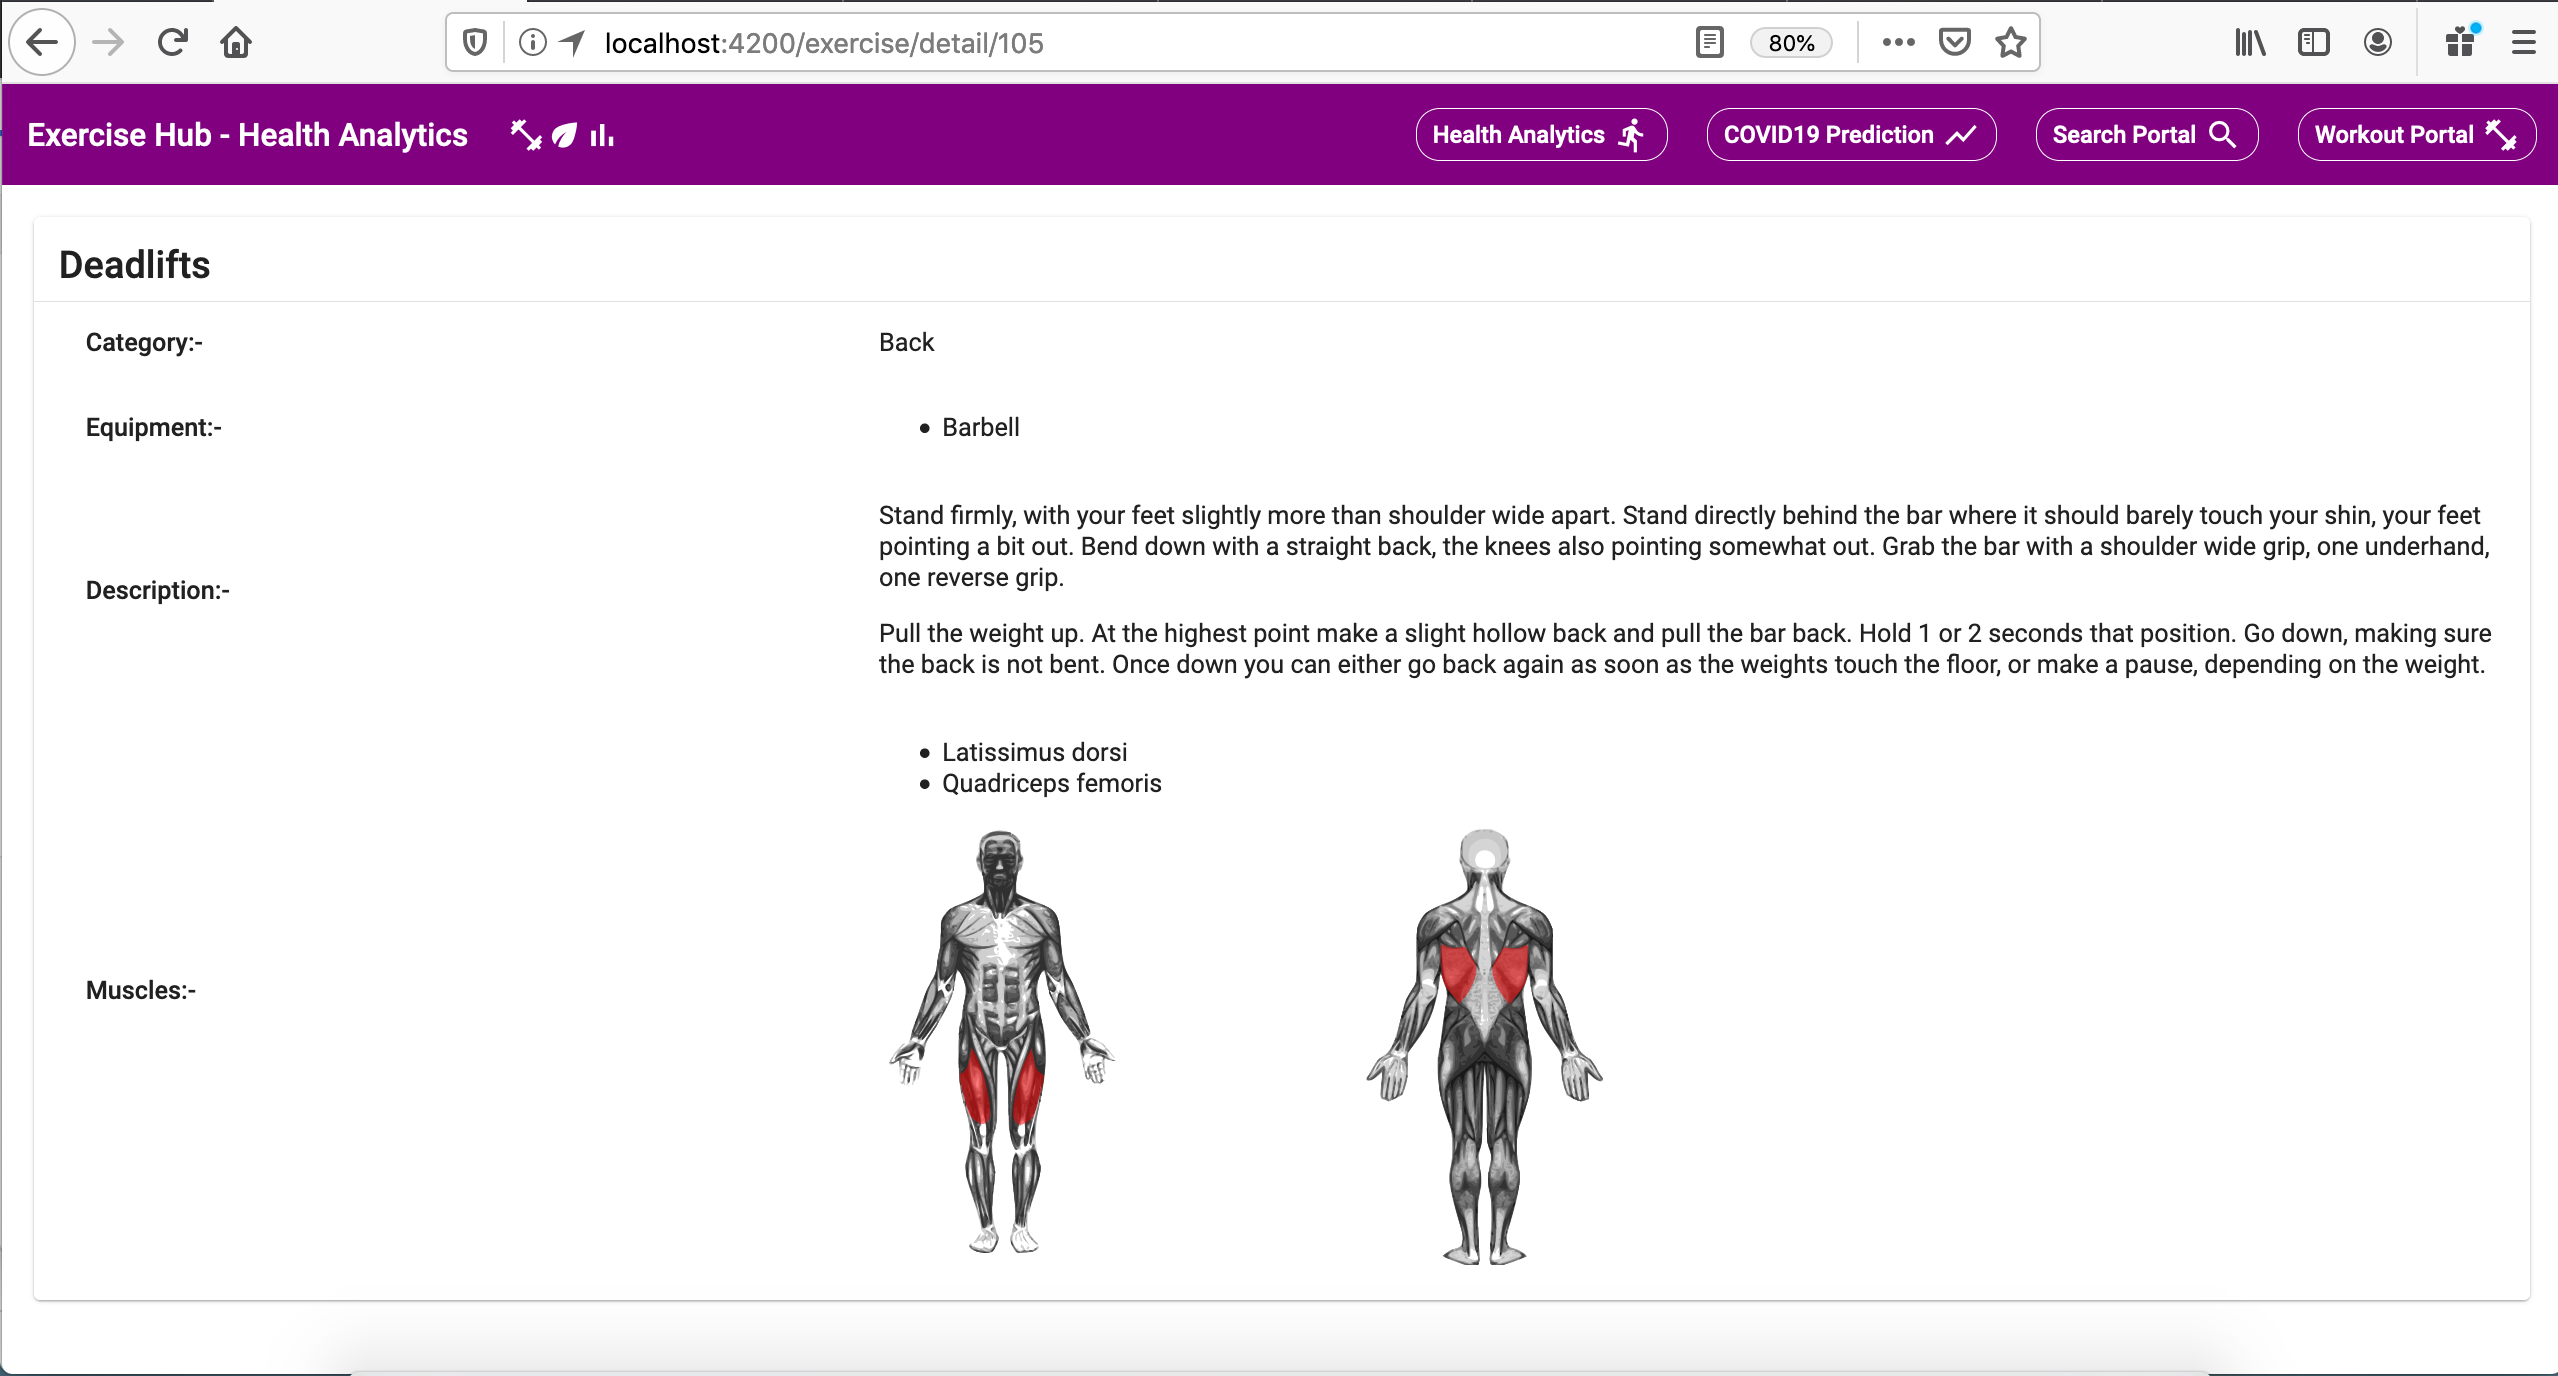 localhost:4200/exercise/detail/105
80%
Exercise Hub - Health Analytics
Health Analytics
COVID19 Prediction
Search Portal
Workout Portal
Deadlifts
Category:-
Back
Equipment:-
Barbell
Description:-
Stand firmly, with your feet slightly more than shoulder wide apart. Stand directly behind the bar where it should barely touch your shin, your feet
pointing a bit out. Bend down with a straight back, the knees also pointing somewhat out. Grab the bar with a shoulder wide grip, one underhand,
one reverse grip.
Pull the weight up. At the highest point make a slight hollow back and pull the bar back. Hold 1 or 2 seconds that position. Go down, making sure
the back is not bent. Once down you can either go back again as soon as the weights touch the floor, or make a pause, depending on the weight.
Muscles:-
Latissimus dorsi
Quadriceps femoris